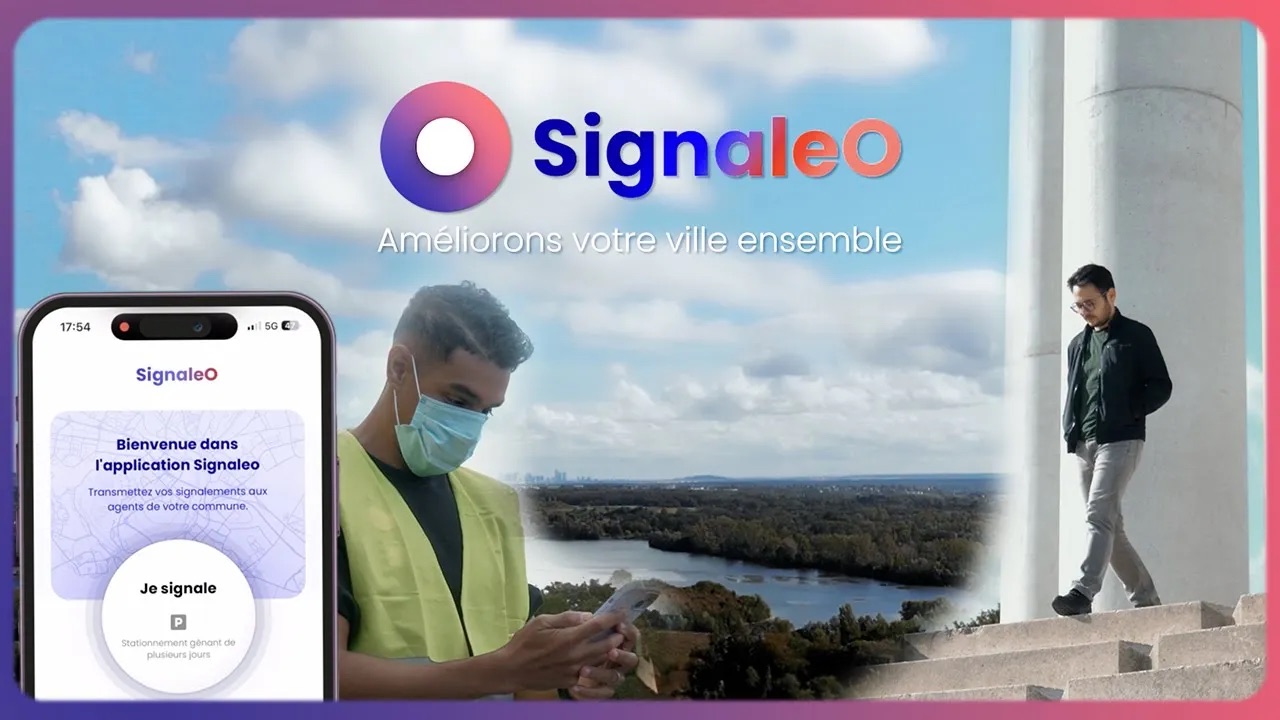 SignaleO
Améliorons votre ville ensemble
17:54
5G 47
SignaleO
Bienvenue dans
l'application Signaleo
Transmettez vos signalements aux
agents de votre commune.
Je signale
P
Stationnement gênant de
plusieurs jours